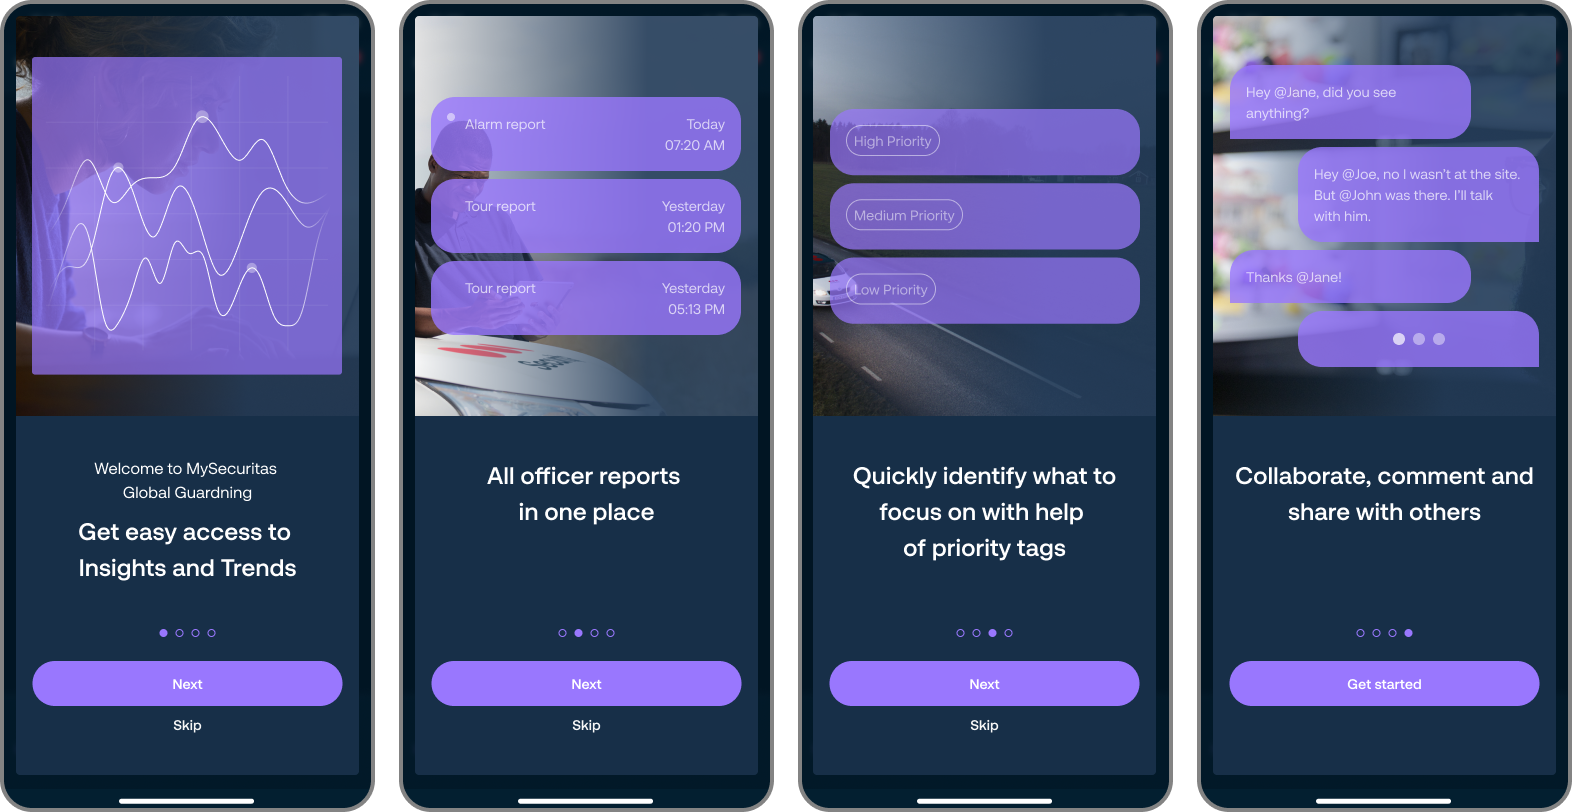 Welcome to MySecuritas
Global Guardning
Get easy access to
Insights and Trends
Next
Skip
Alarm report
Today
07:20 AM
Tour report
Yesterday
01:20 PM
Tour report
Yesterday
05:13 PM
All officer reports
in one place
Next
Skip
High Priority
Medium Priority
Low Priority
Quickly identify what to
focus on with help
of priority tags
Next
Skip
Hey @Jane, did you see
anything?
Hey @Joe, no I wasn't at the site.
But @John was there. I'll talk
with him.
Thanks @Jane!
Collaborate, comment and
share with others
Get started